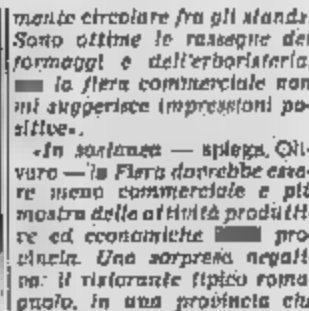 mente circolare fra gli stands.
Sono ottime le rassegne dei
formaggi e dell'erboristeria,
la fiera commerciale non
mi suggerisce impressioni po-
sitive».
«In sostanza — spiega, Oli-
varo — la Fiera dovrebbe esse-
re meno commerciale e più
mostra delle attività produtti-
ve ed economiche pro-
vincia. Una sorpresa negati-
va: il ristorante tipico roma-
gnolo, in una provincia che